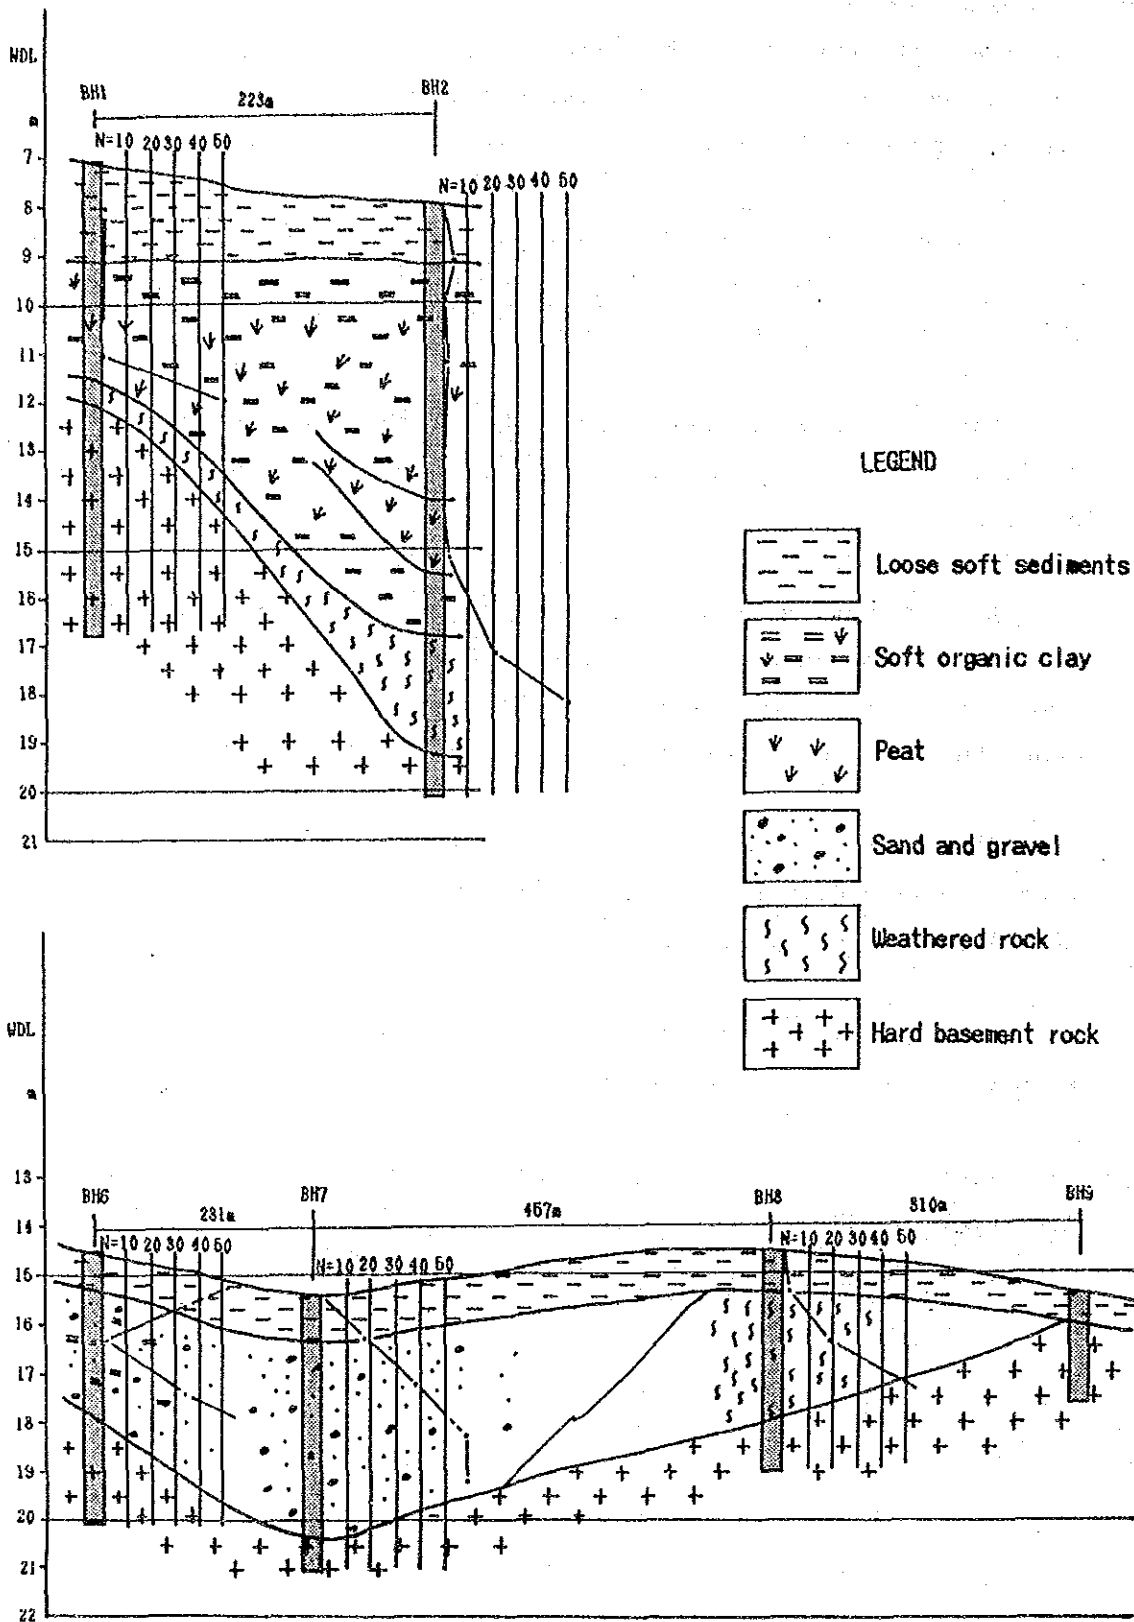 WDL
BH1
BH2
223m
m
N=10 20 30 40 50
7
N=10 20 30 40 50
8
9
10
11
12
13
LEGEND
14
Loose soft sediments
15
16
Soft organic clay
17
18
Peat
19
20
21
Sand and gravel
Weathered rock
WDL
Hard basement rock
m
13
BH6
BH7
BH8
BH9
231m
467m
310m
14
N=10 20 30 40 50
N=10 20 30 40 50
N=10 20 30 40 50
15
16
17
18
19
20
21
22